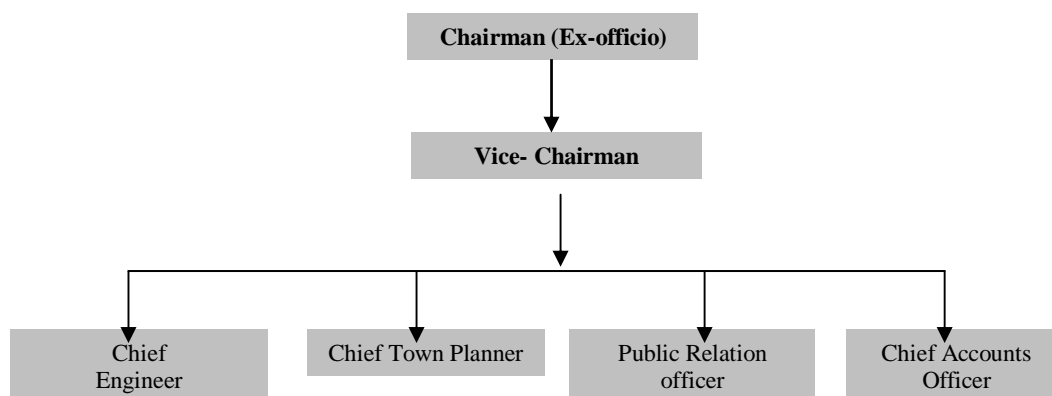 Chairman (Ex-officio)
Vice- Chairman
Chief
Engineer
Chief Town Planner
Public Relation
officer
Chief Accounts
Officer